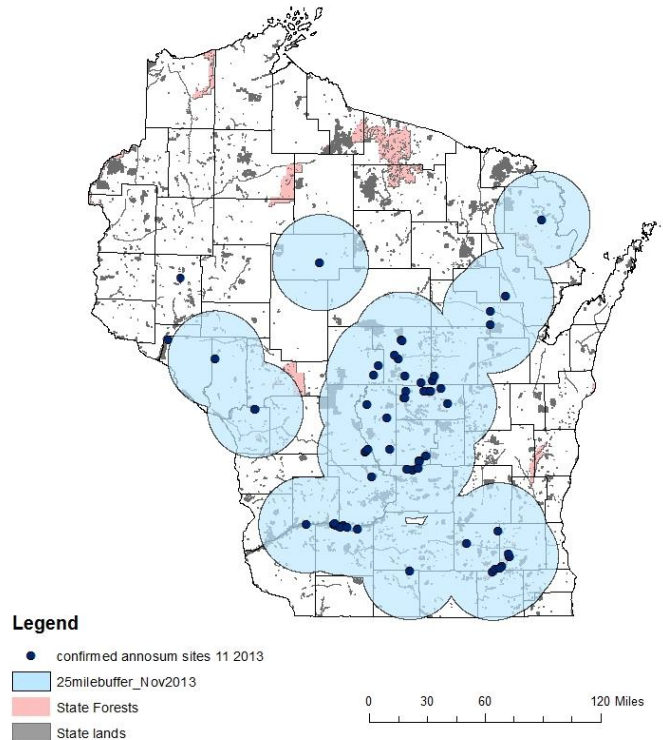 Legend
confirmed annosum sites 11 2013
25milebuffer_Nov2013
State Forests
State lands
0 30 60 120 Miles